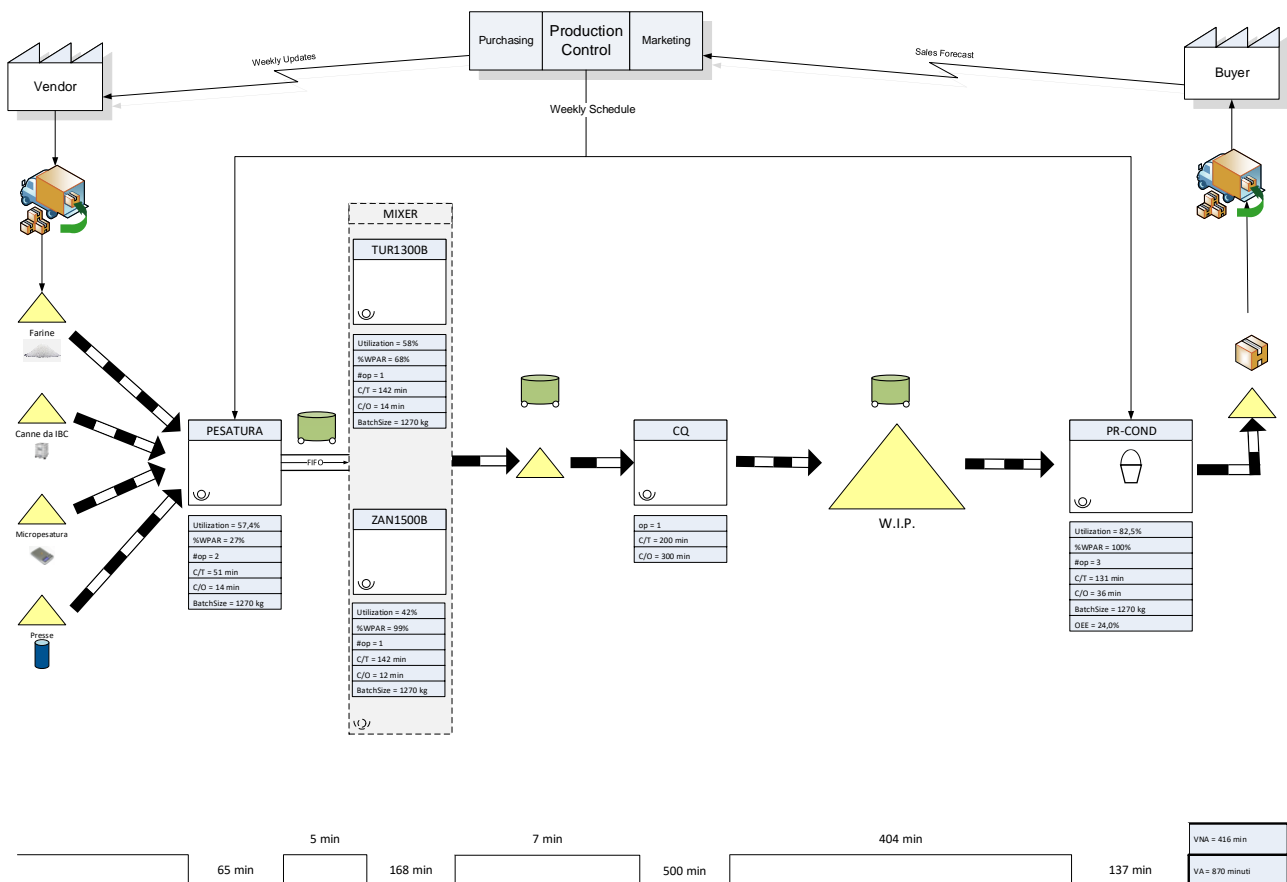 Purchasing
Production
Control
Marketing
Weekly Updates
Sales Forecast
Vendor
Buyer
Weekly Schedule
MIXER
TUR1300B
Utilization = 58%
%WPAR = 68%
#op = 1
C/T = 142 min
C/O = 14 min
BatchSize = 1270 kg
Farine
Canne da IBC
Micropesatura
Presse
PESATURA
Utilization = 57,4%
%WPAR = 27%
#op = 2
C/T = 51 min
C/O = 14 min
BatchSize = 1270 kg
FIFO
ZAN1500B
Utilization = 42%
%WPAR = 99%
#op = 1
C/T = 142 min
C/O = 12 min
BatchSize = 1270 kg
CQ
op = 1
C/T = 200 min
C/O = 300 min
W.I.P.
PR-COND
Utilization = 82,5%
%WPAR = 100%
#op = 3
C/T = 131 min
C/O = 36 min
BatchSize = 1270 kg
OEE = 24,0%
5 min
7 min
404 min
VNA = 416 min
65 min
168 min
500 min
137 min
VA = 870 minuti